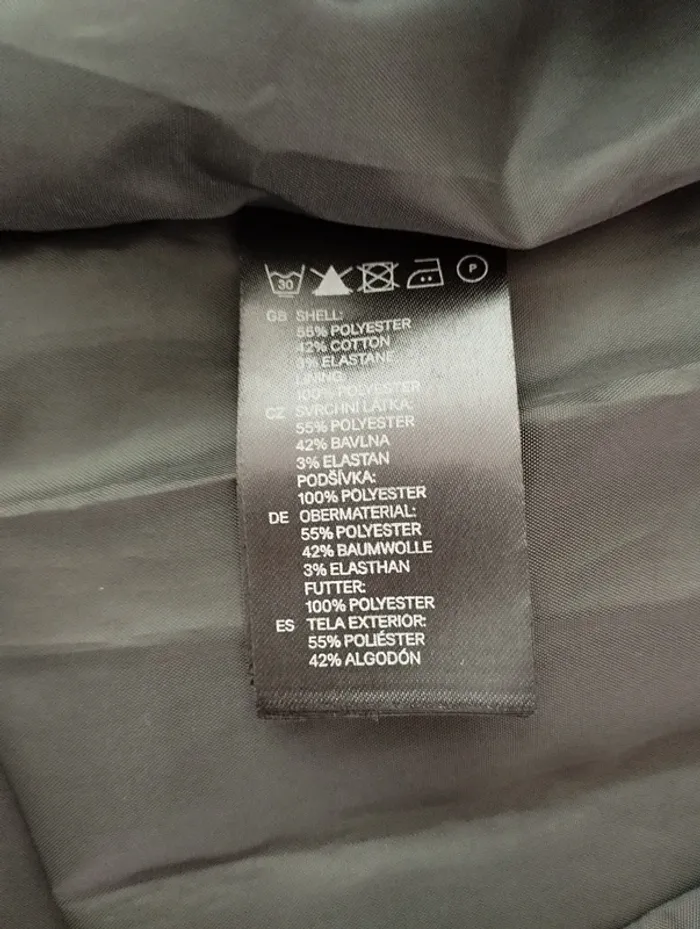 30 P
GB SHELL:
55% POLYESTER
42% COTTON
3% ELASTANE
LINING:
100% POLYESTER
CZ SVRCHNÍ LÁTKA:
55% POLYESTER
42% BAVLNA
3% ELASTAN
PODŠÍVKA:
100% POLYESTER
DE OBERMATERIAL:
55% POLYESTER
42% BAUMWOLLE
3% ELASTHAN
FUTTER:
100% POLYESTER
ES TELA EXTERIOR:
55% POLIÉSTER
42% ALGODÓN